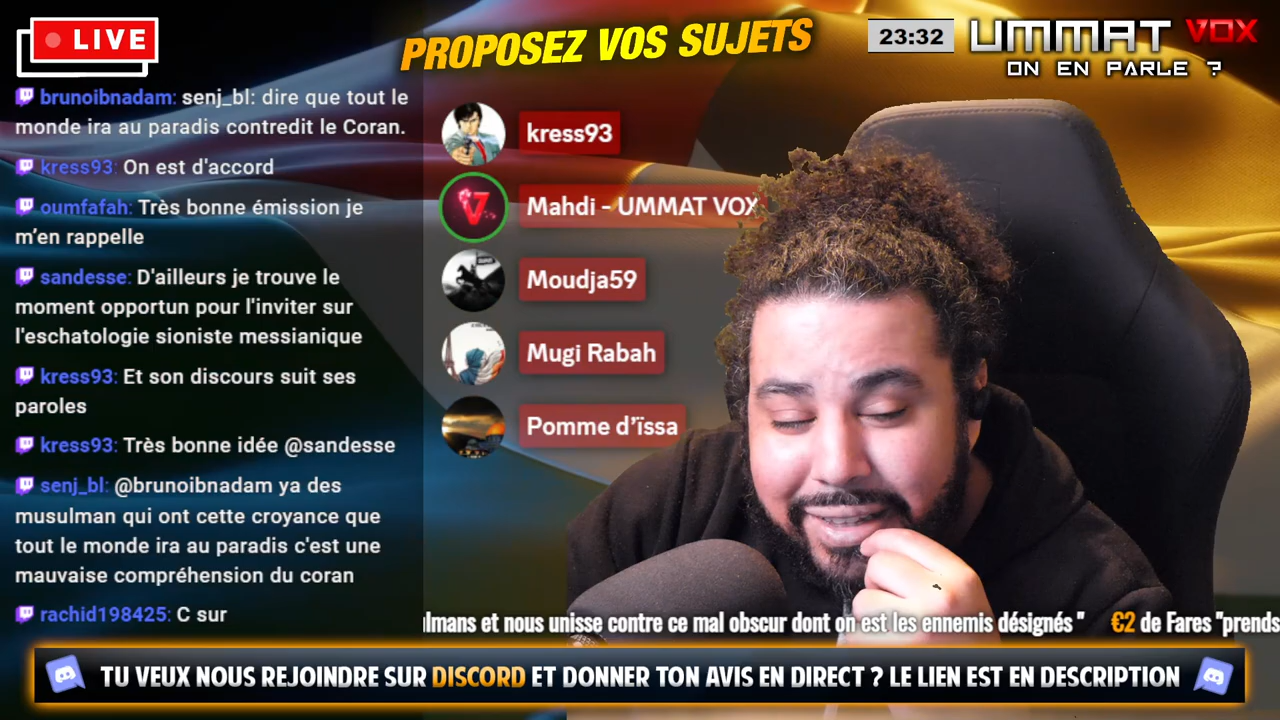 LIVE
PROPOSEZ VOS SUJETS
23:32
UMMAT VOX
ON EN PARLE ?
brunoibnadam: senj_bl: dire que tout le
monde ira au paradis contredit le Coran.
kress93: On est d'accord
oumfafah: Très bonne émission je
m'en rappelle
sandesse: D'ailleurs je trouve le
moment opportun pour l'inviter sur
l'eschatologie sioniste messianique
kress93: Et son discours suit ses
paroles
kress93: Très bonne idée @sandesse
senj_bl: @brunoibnadam ya des
musulman qui ont cette croyance que
tout le monde ira au paradis c'est une
mauvaise compréhension du coran
rachid198425: C sur
kress93
Mahdi - UMMAT VOX
Moudja59
Mugi Rabah
Pomme d'ïssa
lmans et nous unisse contre ce mal obscur dont on est les ennemis désignés " €2 de Fares "prends
TU VEUX NOUS REJOINDRE SUR DISCORD ET DONNER TON AVIS EN DIRECT ? LE LIEN EST EN DESCRIPTION